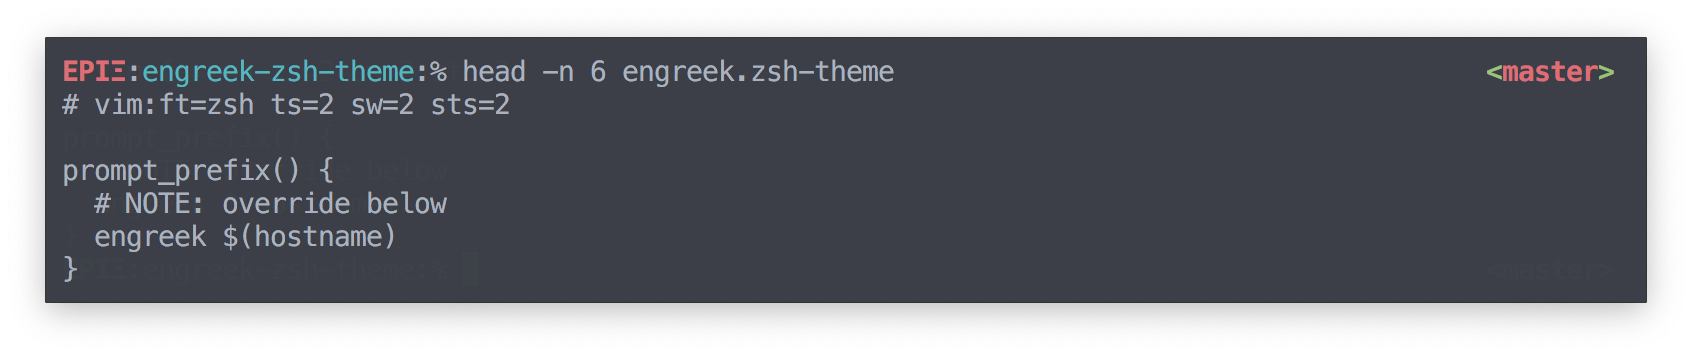 EPIΞ:engreek-zsh-theme:% head -n 6 engreek.zsh-theme <master>
# vim:ft=zsh ts=2 sw=2 sts=2

prompt_prefix() {
  # NOTE: override below
  engreek $(hostname)
}